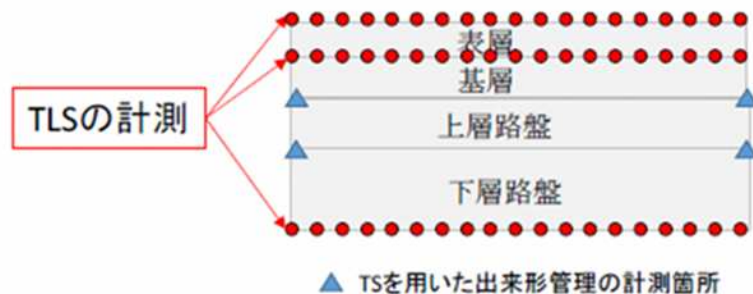 表層
基層
TLSの計測
上層路盤
下層路盤
TSを用いた出来形管理の計測箇所